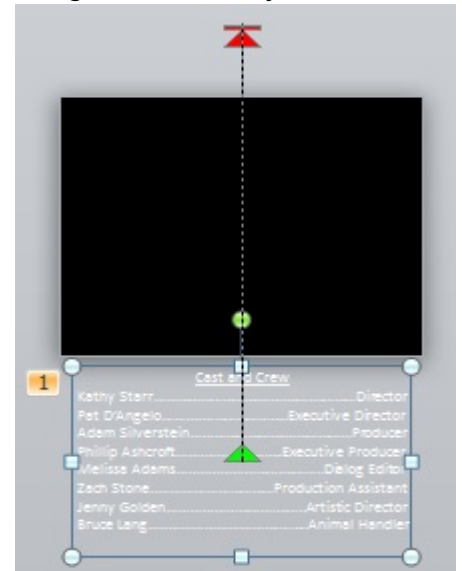 1
Cast and Crew
Kathy Starr..........................................Director
Pat D'Angelo..........................Executive Director
Adam Silverstein..................................Producer
Phillip Ashcroft......................Executive Producer
Melissa Adams................................Dialog Editor
Zach Stone..........................Production Assistant
Jenny Golden.............................Artistic Director
Bruce Lang................................Animal Handler